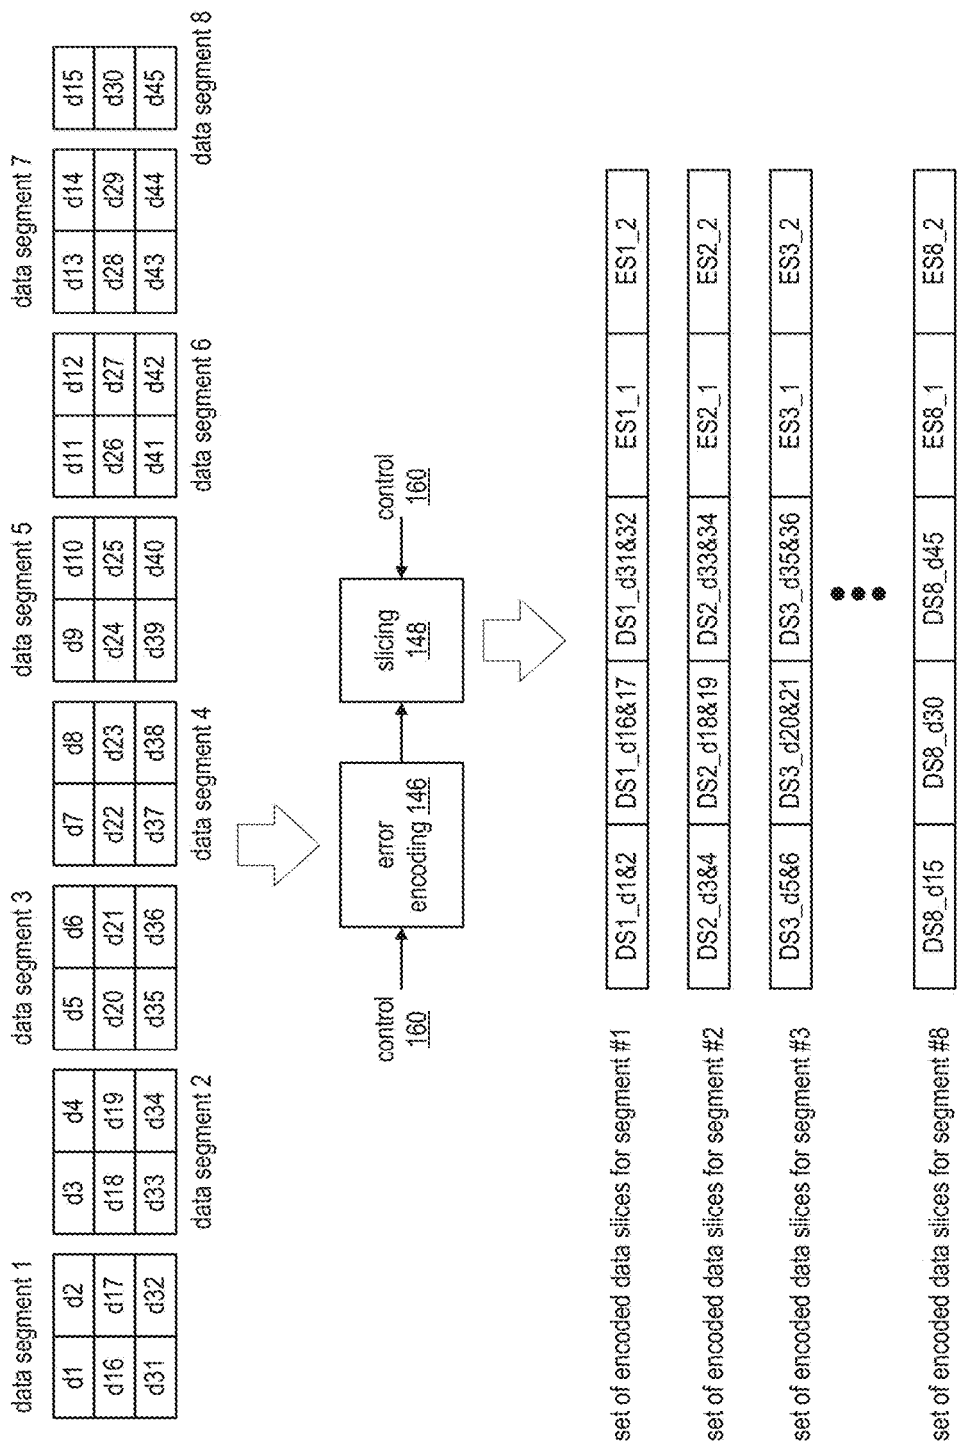 data segment 1 data segment 3 data segment 5 data segment 7
d1 d2 d3 d4 d5 d6 d7 d8 d9 d10 d11 d12 d13 d14 d15
d16 d17 d18 d19 d20 d21 d22 d23 d24 d25 d26 d27 d28 d29 d30
d31 d32 d33 d34 d35 d36 d37 d38 d39 d40 d41 d42 d43 d44 d45
data segment 2 data segment 4 data segment 6 data segment 8
control
160
error
encoding 146
slicing
148
control
160
set of encoded data slices for segment #1 DS1_d1&2 DS1_d16&17 DS1_d31&32 ES1_1 ES1_2
set of encoded data slices for segment #2 DS2_d3&4 DS2_d18&19 DS2_d33&34 ES2_1 ES2_2
set of encoded data slices for segment #3 DS3_d5&6 DS3_d20&21 DS3_d35&36 ES3_1 ES3_2
set of encoded data slices for segment #8 DS8_d15 DS8_d30 DS8_d45 ES8_1 ES8_2